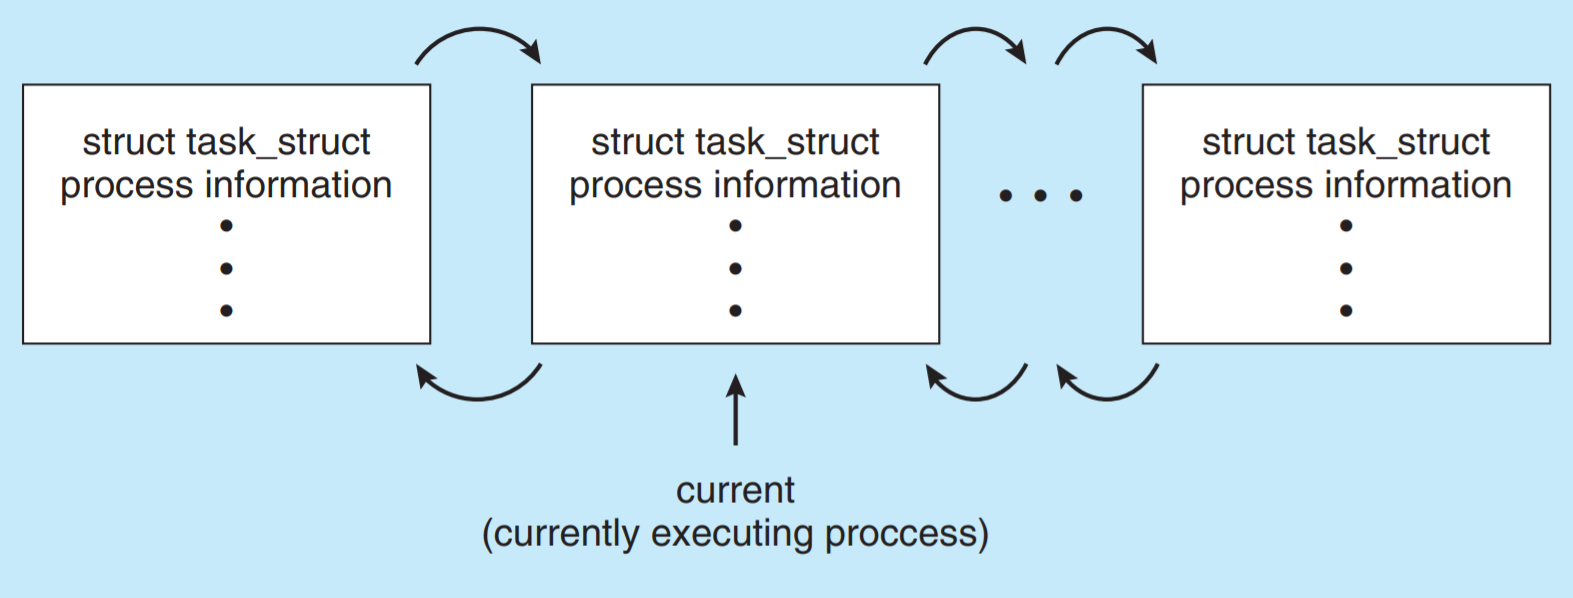 struct task_struct
process information
struct task_struct
process information
struct task_struct
process information
current
(currently executing proccess)